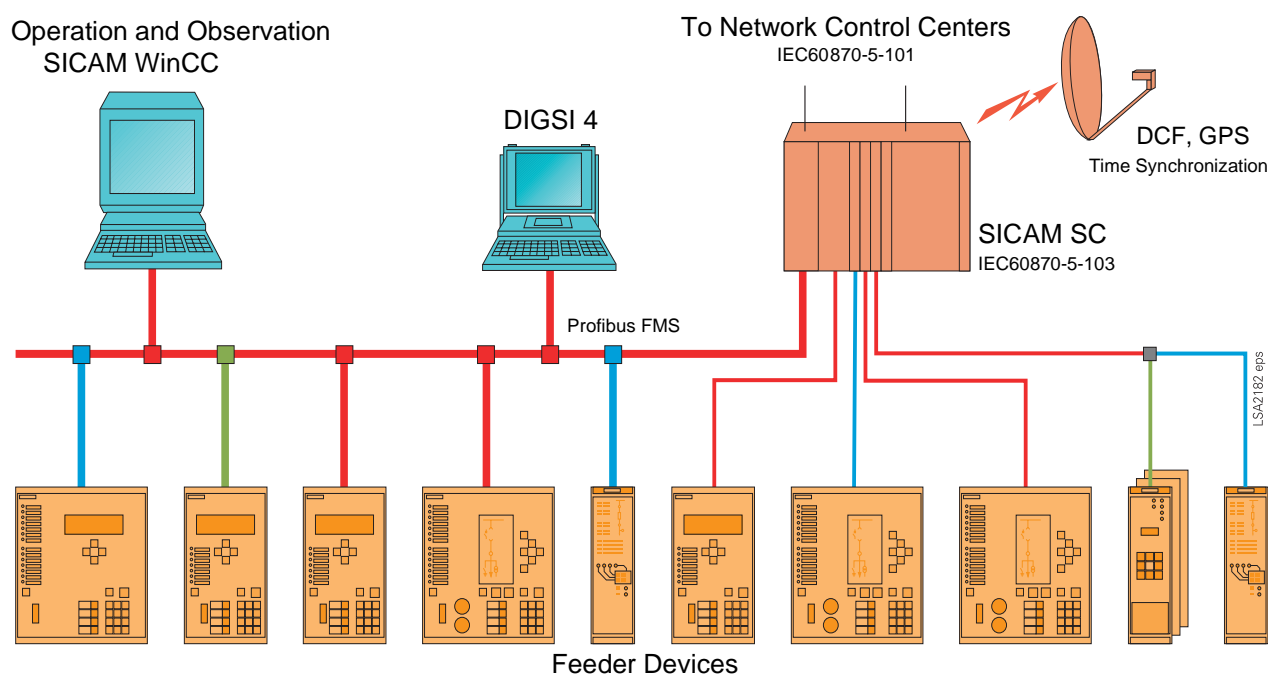 Operation and Observation
SICAM WinCC
DIGSI 4
To Network Control Centers
IEC60870-5-101
DCF, GPS
Time Synchronization
SICAM SC
IEC60870-5-103
Profibus FMS
LSA2182 eps
Feeder Devices